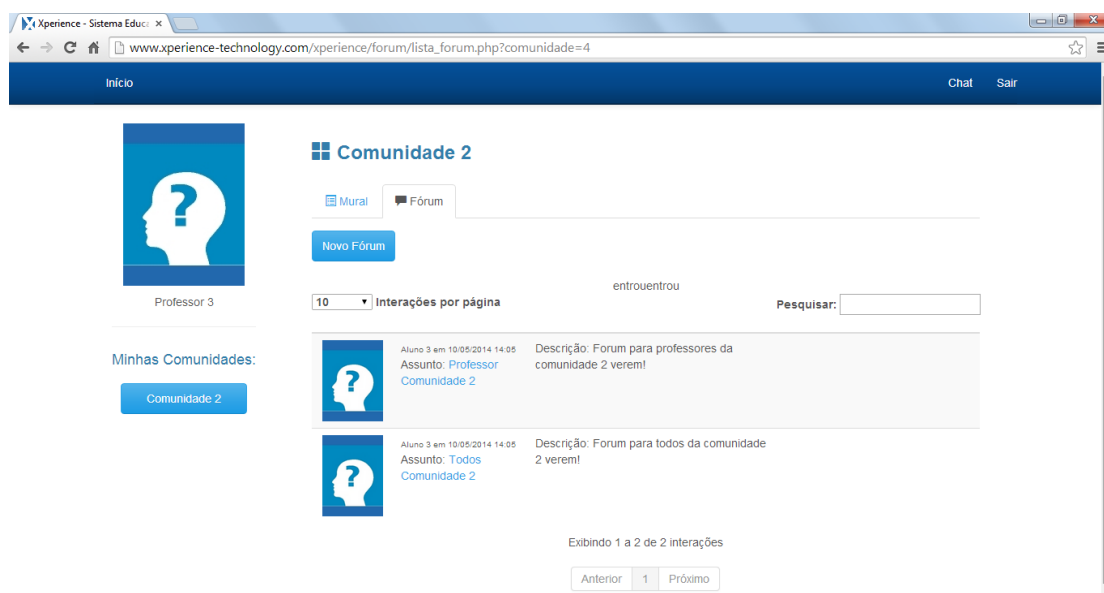 Xperience - Sistema Educa
www.xperience-technology.com/xperience/forum/lista_forum.php?comunidade=4
Início
Chat
Sair
Comunidade 2
Mural
Fórum
Novo Fórum
entrouentrou
10
Interações por página
Pesquisar:
Professor 3
Minhas Comunidades:
Comunidade 2
Aluno 3 em 10/05/2014 14:05
Assunto: Professor
Comunidade 2
Descrição: Forum para professores da
comunidade 2 verem!
Aluno 3 em 10/05/2014 14:05
Assunto: Todos
Comunidade 2
Descrição: Forum para todos da comunidade
2 verem!
Exibindo 1 a 2 de 2 interações
Anterior
1
Próximo